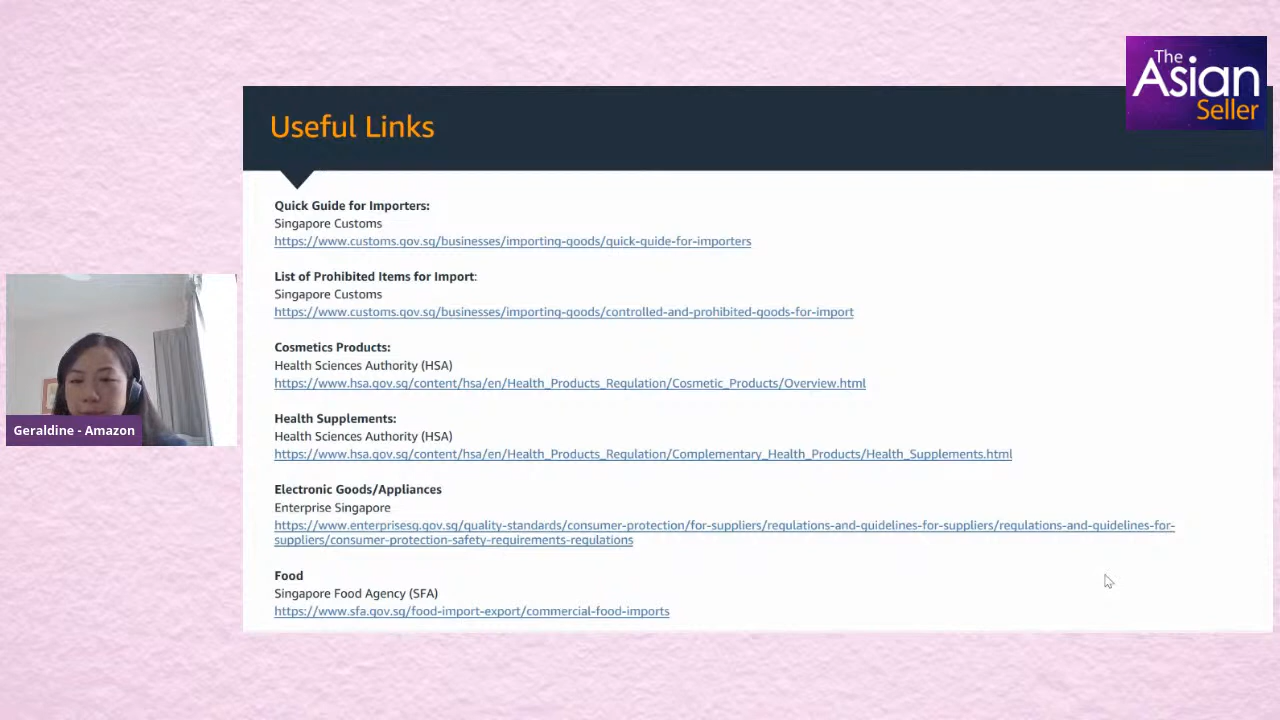 The
Asian
Seller
Useful Links
Quick Guide for Importers:
Singapore Customs
https://www.customs.gov.sg/businesses/importing-goods/quick-guide-for-importers
List of Prohibited Items for Import:
Singapore Customs
https://www.customs.gov.sg/businesses/importing-goods/controlled-and-prohibited-goods-for-import
Cosmetics Products:
Health Sciences Authority (HSA)
https://www.hsa.gov.sg/content/hsa/en/Health_Products_Regulation/Cosmetic_Products/Overview.html
Health Supplements:
Health Sciences Authority (HSA)
https://www.hsa.gov.sg/content/hsa/en/Health_Products_Regulation/Complementary_Health_Products/Health_Supplements.html
Electronic Goods/Appliances
Enterprise Singapore
https://www.enterprisesg.gov.sg/quality-standards/consumer-protection/for-suppliers/regulations-and-guidelines-for-suppliers/regulations-and-guidelines-for-
suppliers/consumer-protection-safety-requirements-regulations
Food
Singapore Food Agency (SFA)
https://www.sfa.gov.sg/food-import-export/commercial-food-imports
Geraldine - Amazon